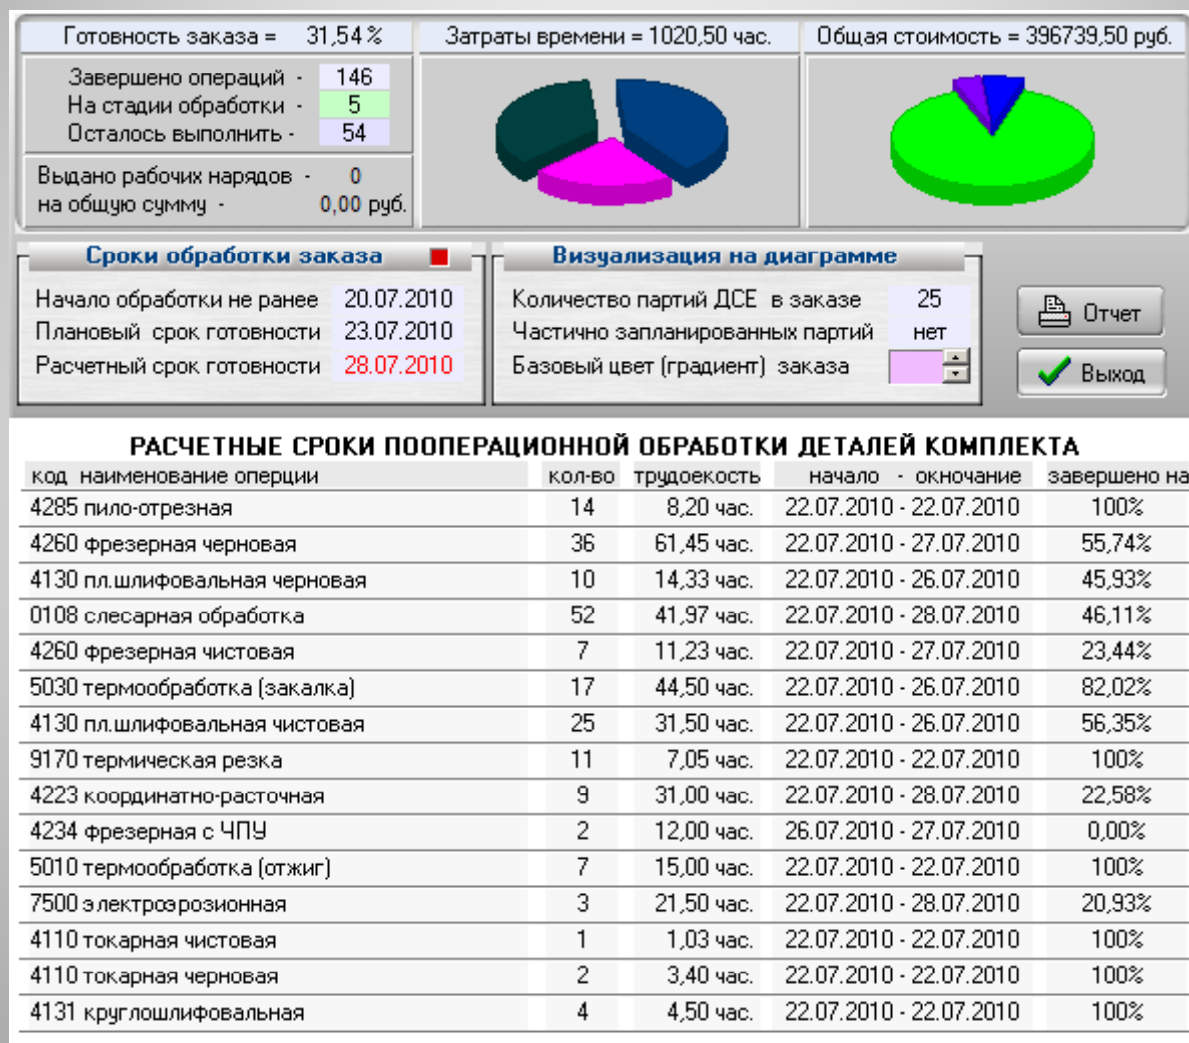 Готовность заказа = 31,54 % Затраты времени = 1020,50 час. Общая стоимость = 396739,50 руб.
Завершено операций - 146
На стадии обработки - 5
Осталось выполнить - 54
Выдано рабочих нарядов - 0
на общую сумму - 0,00 руб.
Сроки обработки заказа
Начало обработки не ранее 20.07.2010
Плановый срок готовности 23.07.2010
Расчетный срок готовности 28.07.2010
Визуализация на диаграмме
Количество партий ДСЕ в заказе 25
Частично запланированных партий нет
Базовый цвет (градиент) заказа
Отчет
Выход
РАСЧЕТНЫЕ СРОКИ ПООПЕРАЦИОННОЙ ОБРАБОТКИ ДЕТАЛЕЙ КОМПЛЕКТА
код наименование оперции кол-во трудоекость начало - окночание завершено на
4285 пило-отрезная 14 8,20 час. 22.07.2010 - 22.07.2010 100%
4260 фрезерная черновая 36 61,45 час. 22.07.2010 - 27.07.2010 55,74%
4130 пл.шлифовальная черновая 10 14,33 час. 22.07.2010 - 26.07.2010 45,93%
0108 слесарная обработка 52 41,97 час. 22.07.2010 - 28.07.2010 46,11%
4260 фрезерная чистовая 7 11,23 час. 22.07.2010 - 27.07.2010 23,44%
5030 термообработка (закалка) 17 44,50 час. 22.07.2010 - 26.07.2010 82,02%
4130 пл.шлифовальная чистовая 25 31,50 час. 22.07.2010 - 26.07.2010 56,35%
9170 термическая резка 11 7,05 час. 22.07.2010 - 22.07.2010 100%
4223 координатно-расточная 9 31,00 час. 22.07.2010 - 28.07.2010 22,58%
4234 фрезерная с ЧПУ 2 12,00 час. 26.07.2010 - 27.07.2010 0,00%
5010 термообработка (отжиг) 7 15,00 час. 22.07.2010 - 22.07.2010 100%
7500 электроэрозионная 3 21,50 час. 22.07.2010 - 28.07.2010 20,93%
4110 токарная чистовая 1 1,03 час. 22.07.2010 - 22.07.2010 100%
4110 токарная черновая 2 3,40 час. 22.07.2010 - 22.07.2010 100%
4131 круглошлифовальная 4 4,50 час. 22.07.2010 - 22.07.2010 100%